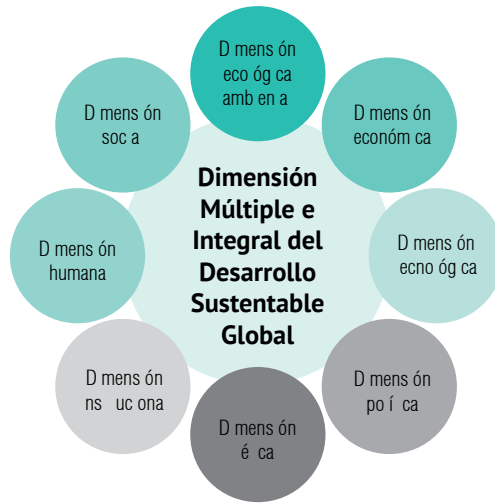 D mens ón
eco óg ca
amb en a
D mens ón
económ ca
D mens ón
ecno óg ca
D mens ón
po í ca
D mens ón
é ca
D mens ón
ns uc ona
D mens ón
humana
D mens ón
soc a
Dimensión
Múltiple e
Integral del
Desarrollo
Sustentable
Global